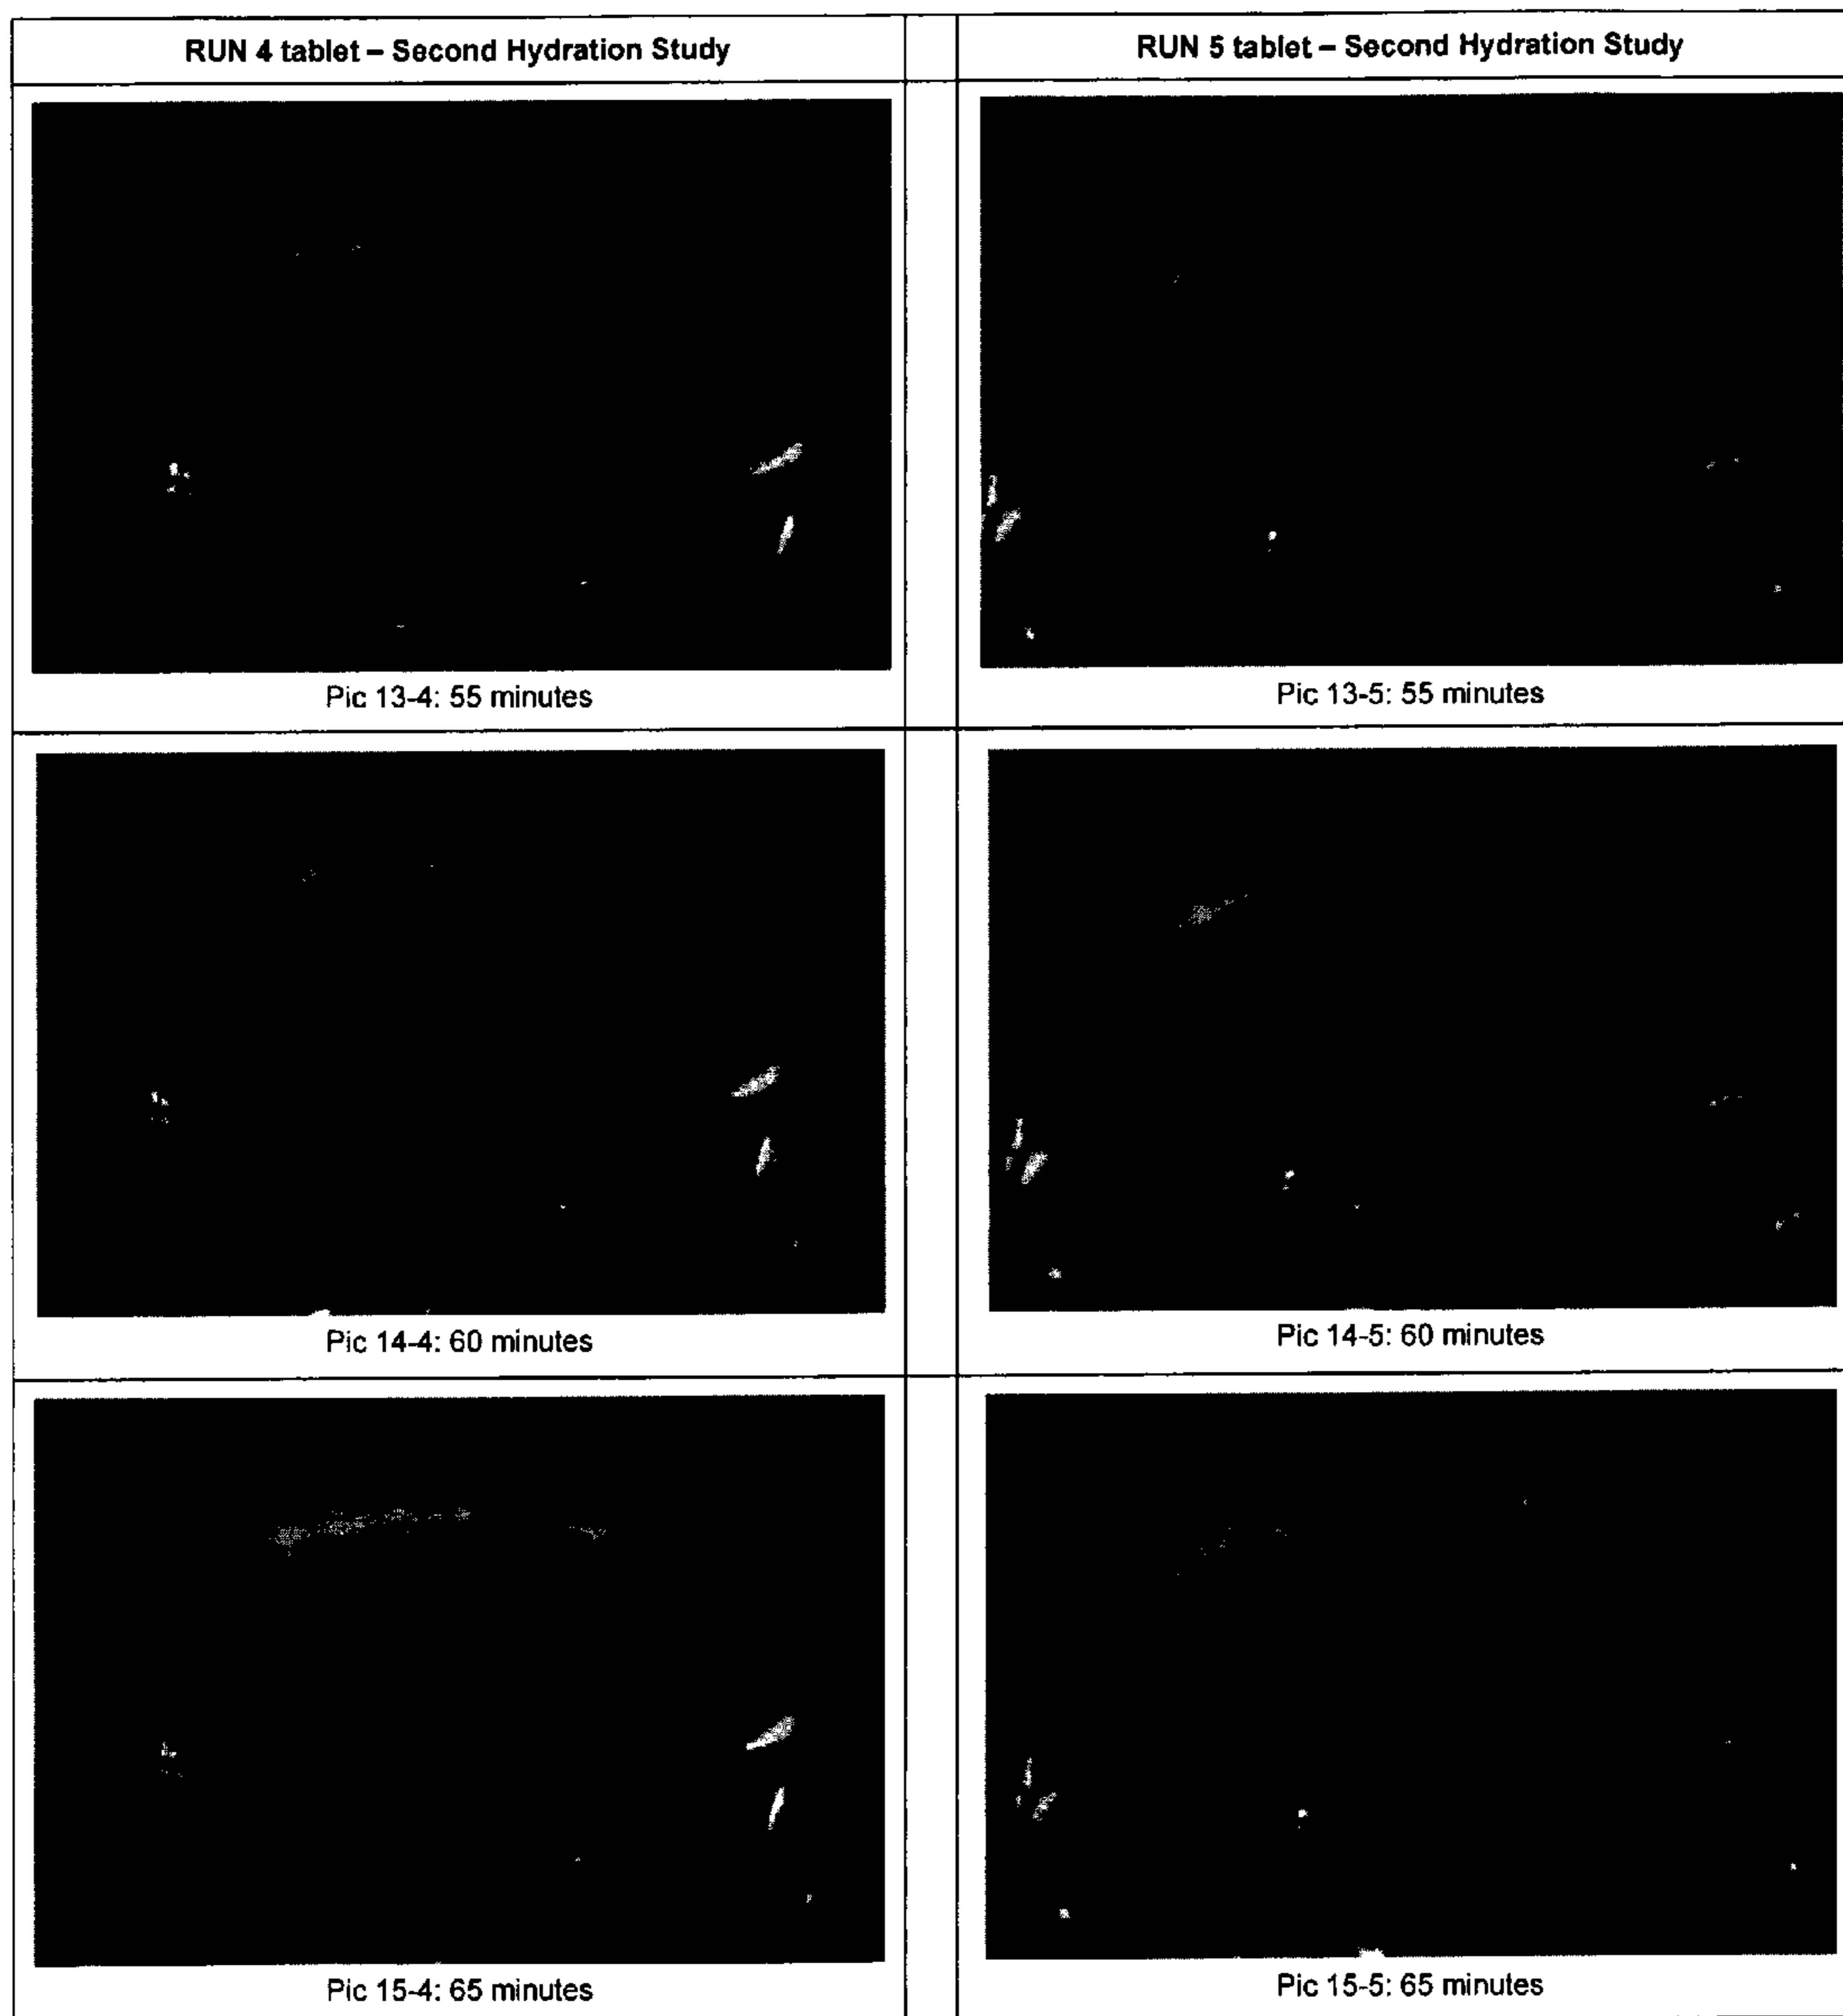 RUN 4 tablet – Second Hydration Study
RUN 5 tablet – Second Hydration Study
Pic 13-4: 55 minutes
Pic 13-5: 55 minutes
Pic 14-4: 60 minutes
Pic 14-5: 60 minutes
Pic 15-4: 65 minutes
Pic 15-5: 65 minutes